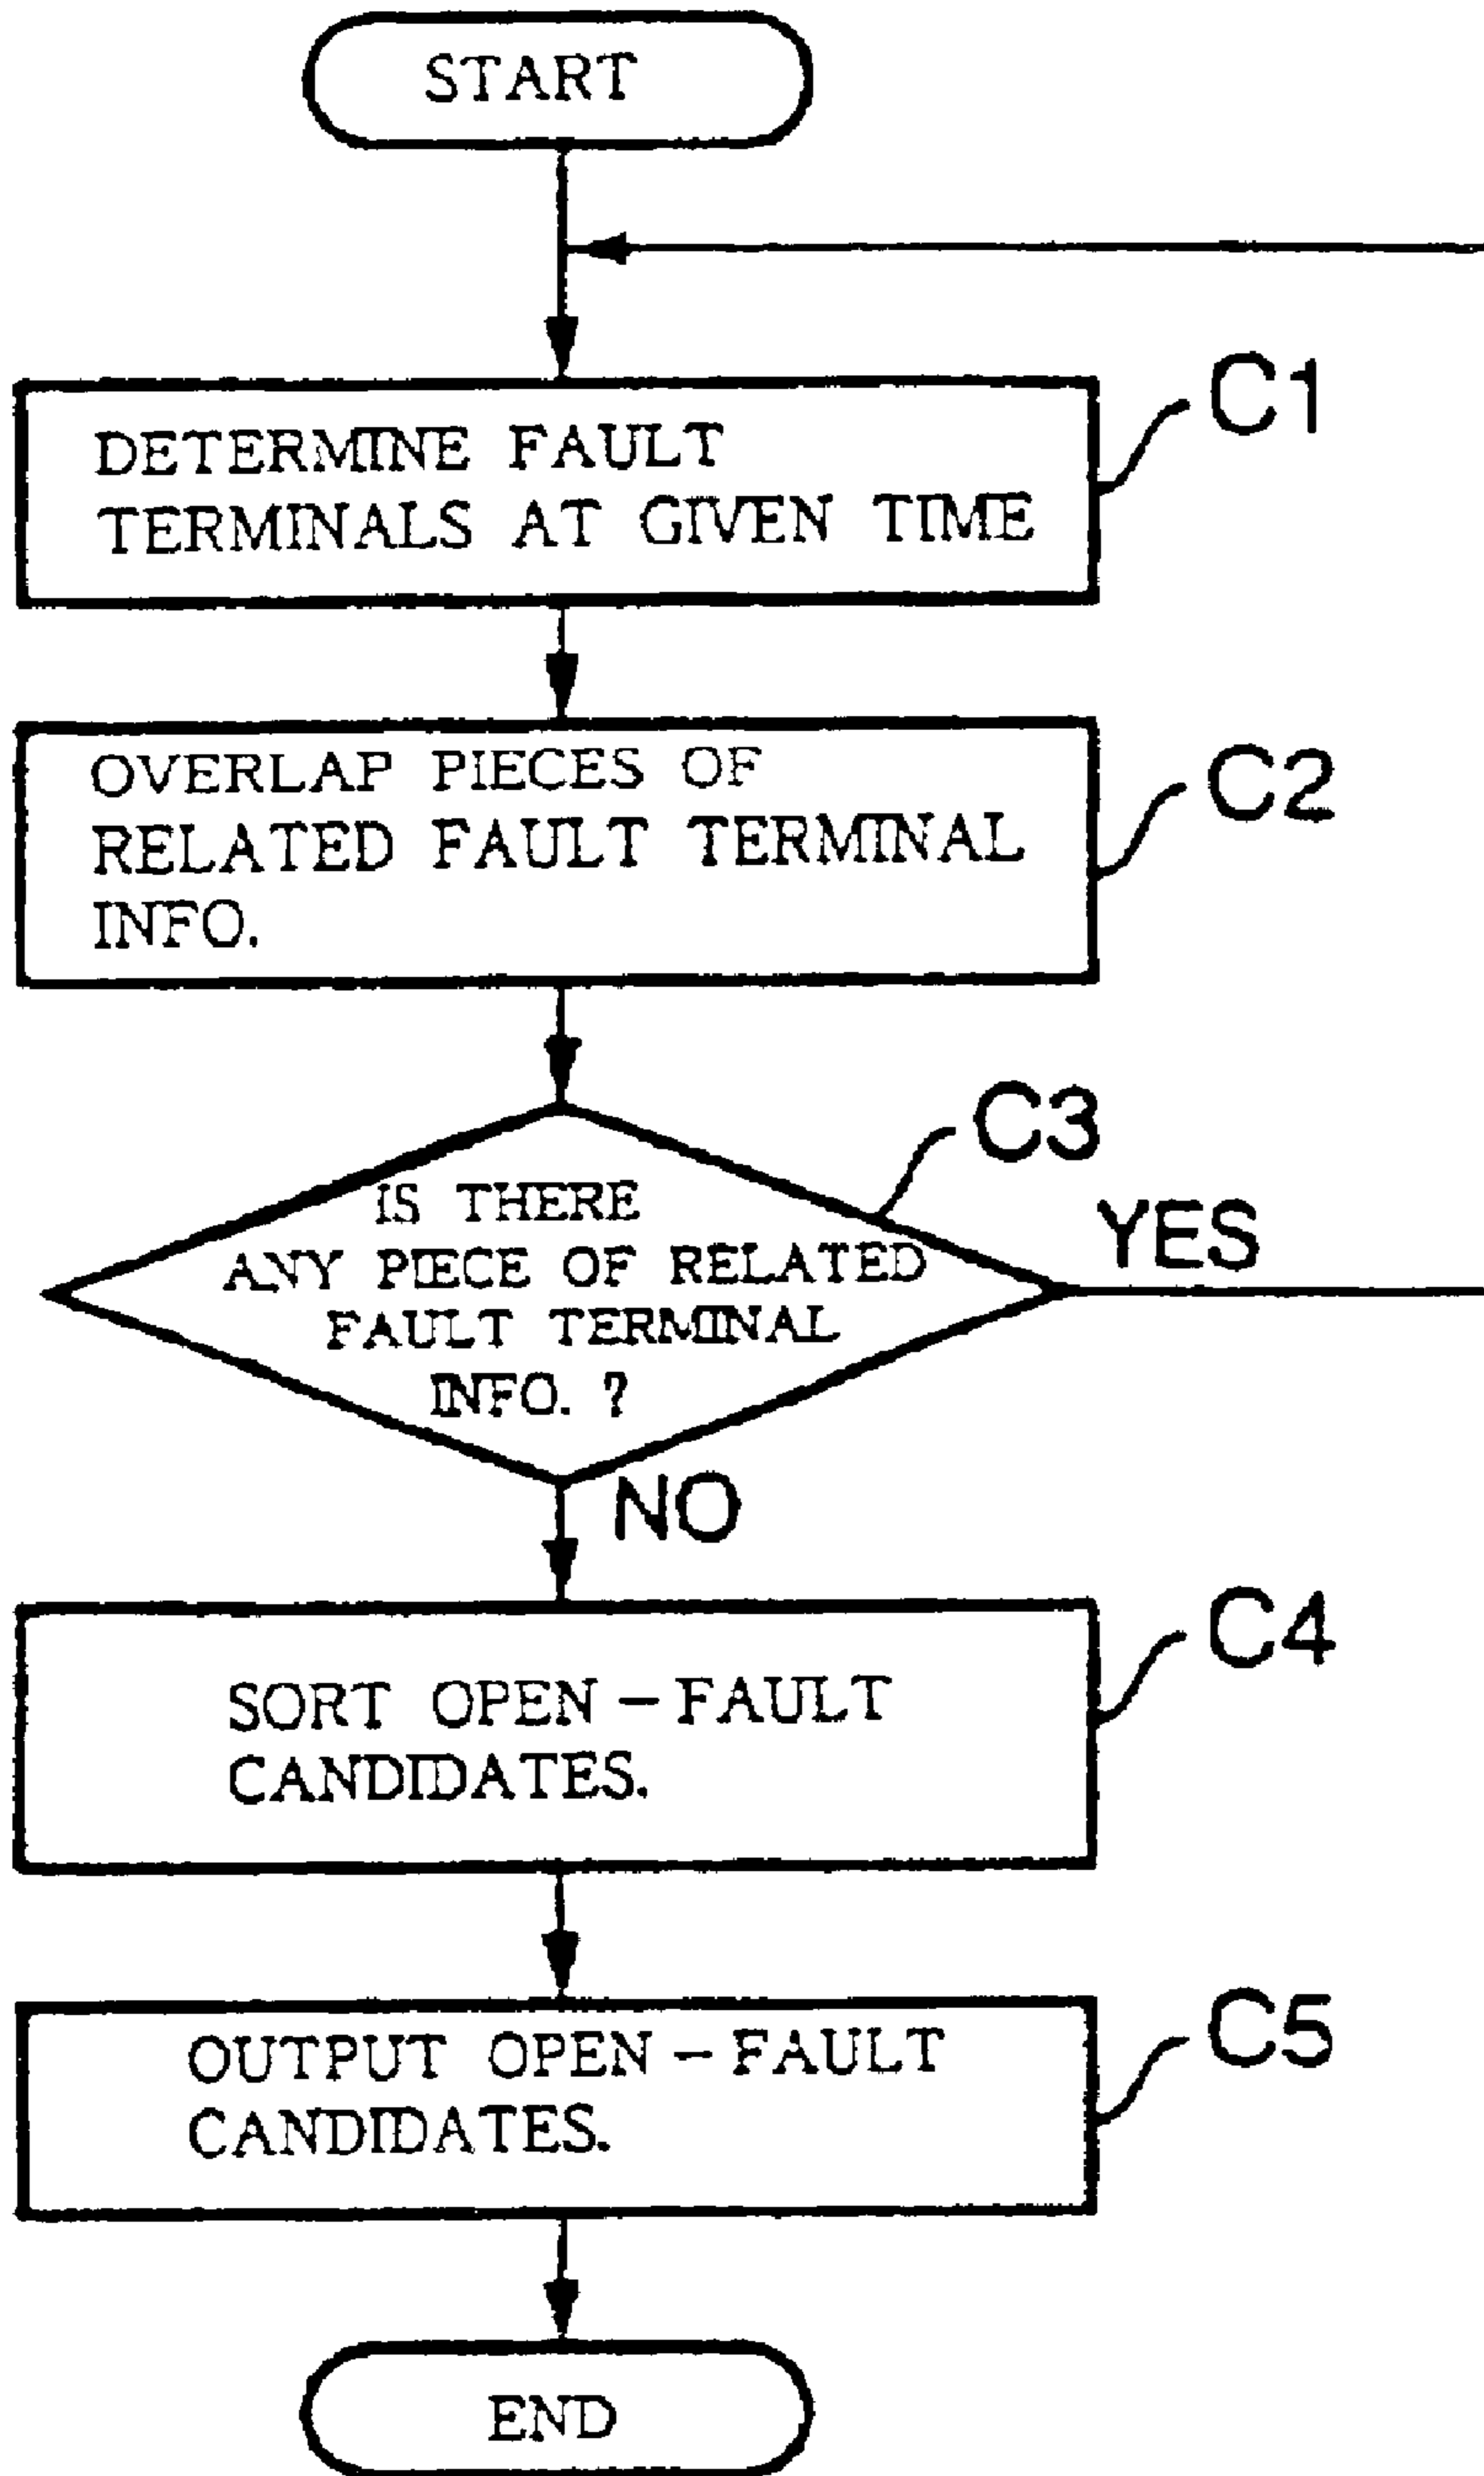 START
C1
DETERMINE FAULT
TERMINALS AT GIVEN TIME
C2
OVERLAP PIECES OF
RELATED FAULT TERMINAL
INFO.
C3
IS THERE
ANY PIECE OF RELATED
FAULT TERMINAL
INFO. ?
YES
NO
C4
SORT OPEN – FAULT
CANDIDATES.
C5
OUTPUT OPEN – FAULT
CANDIDATES.
END